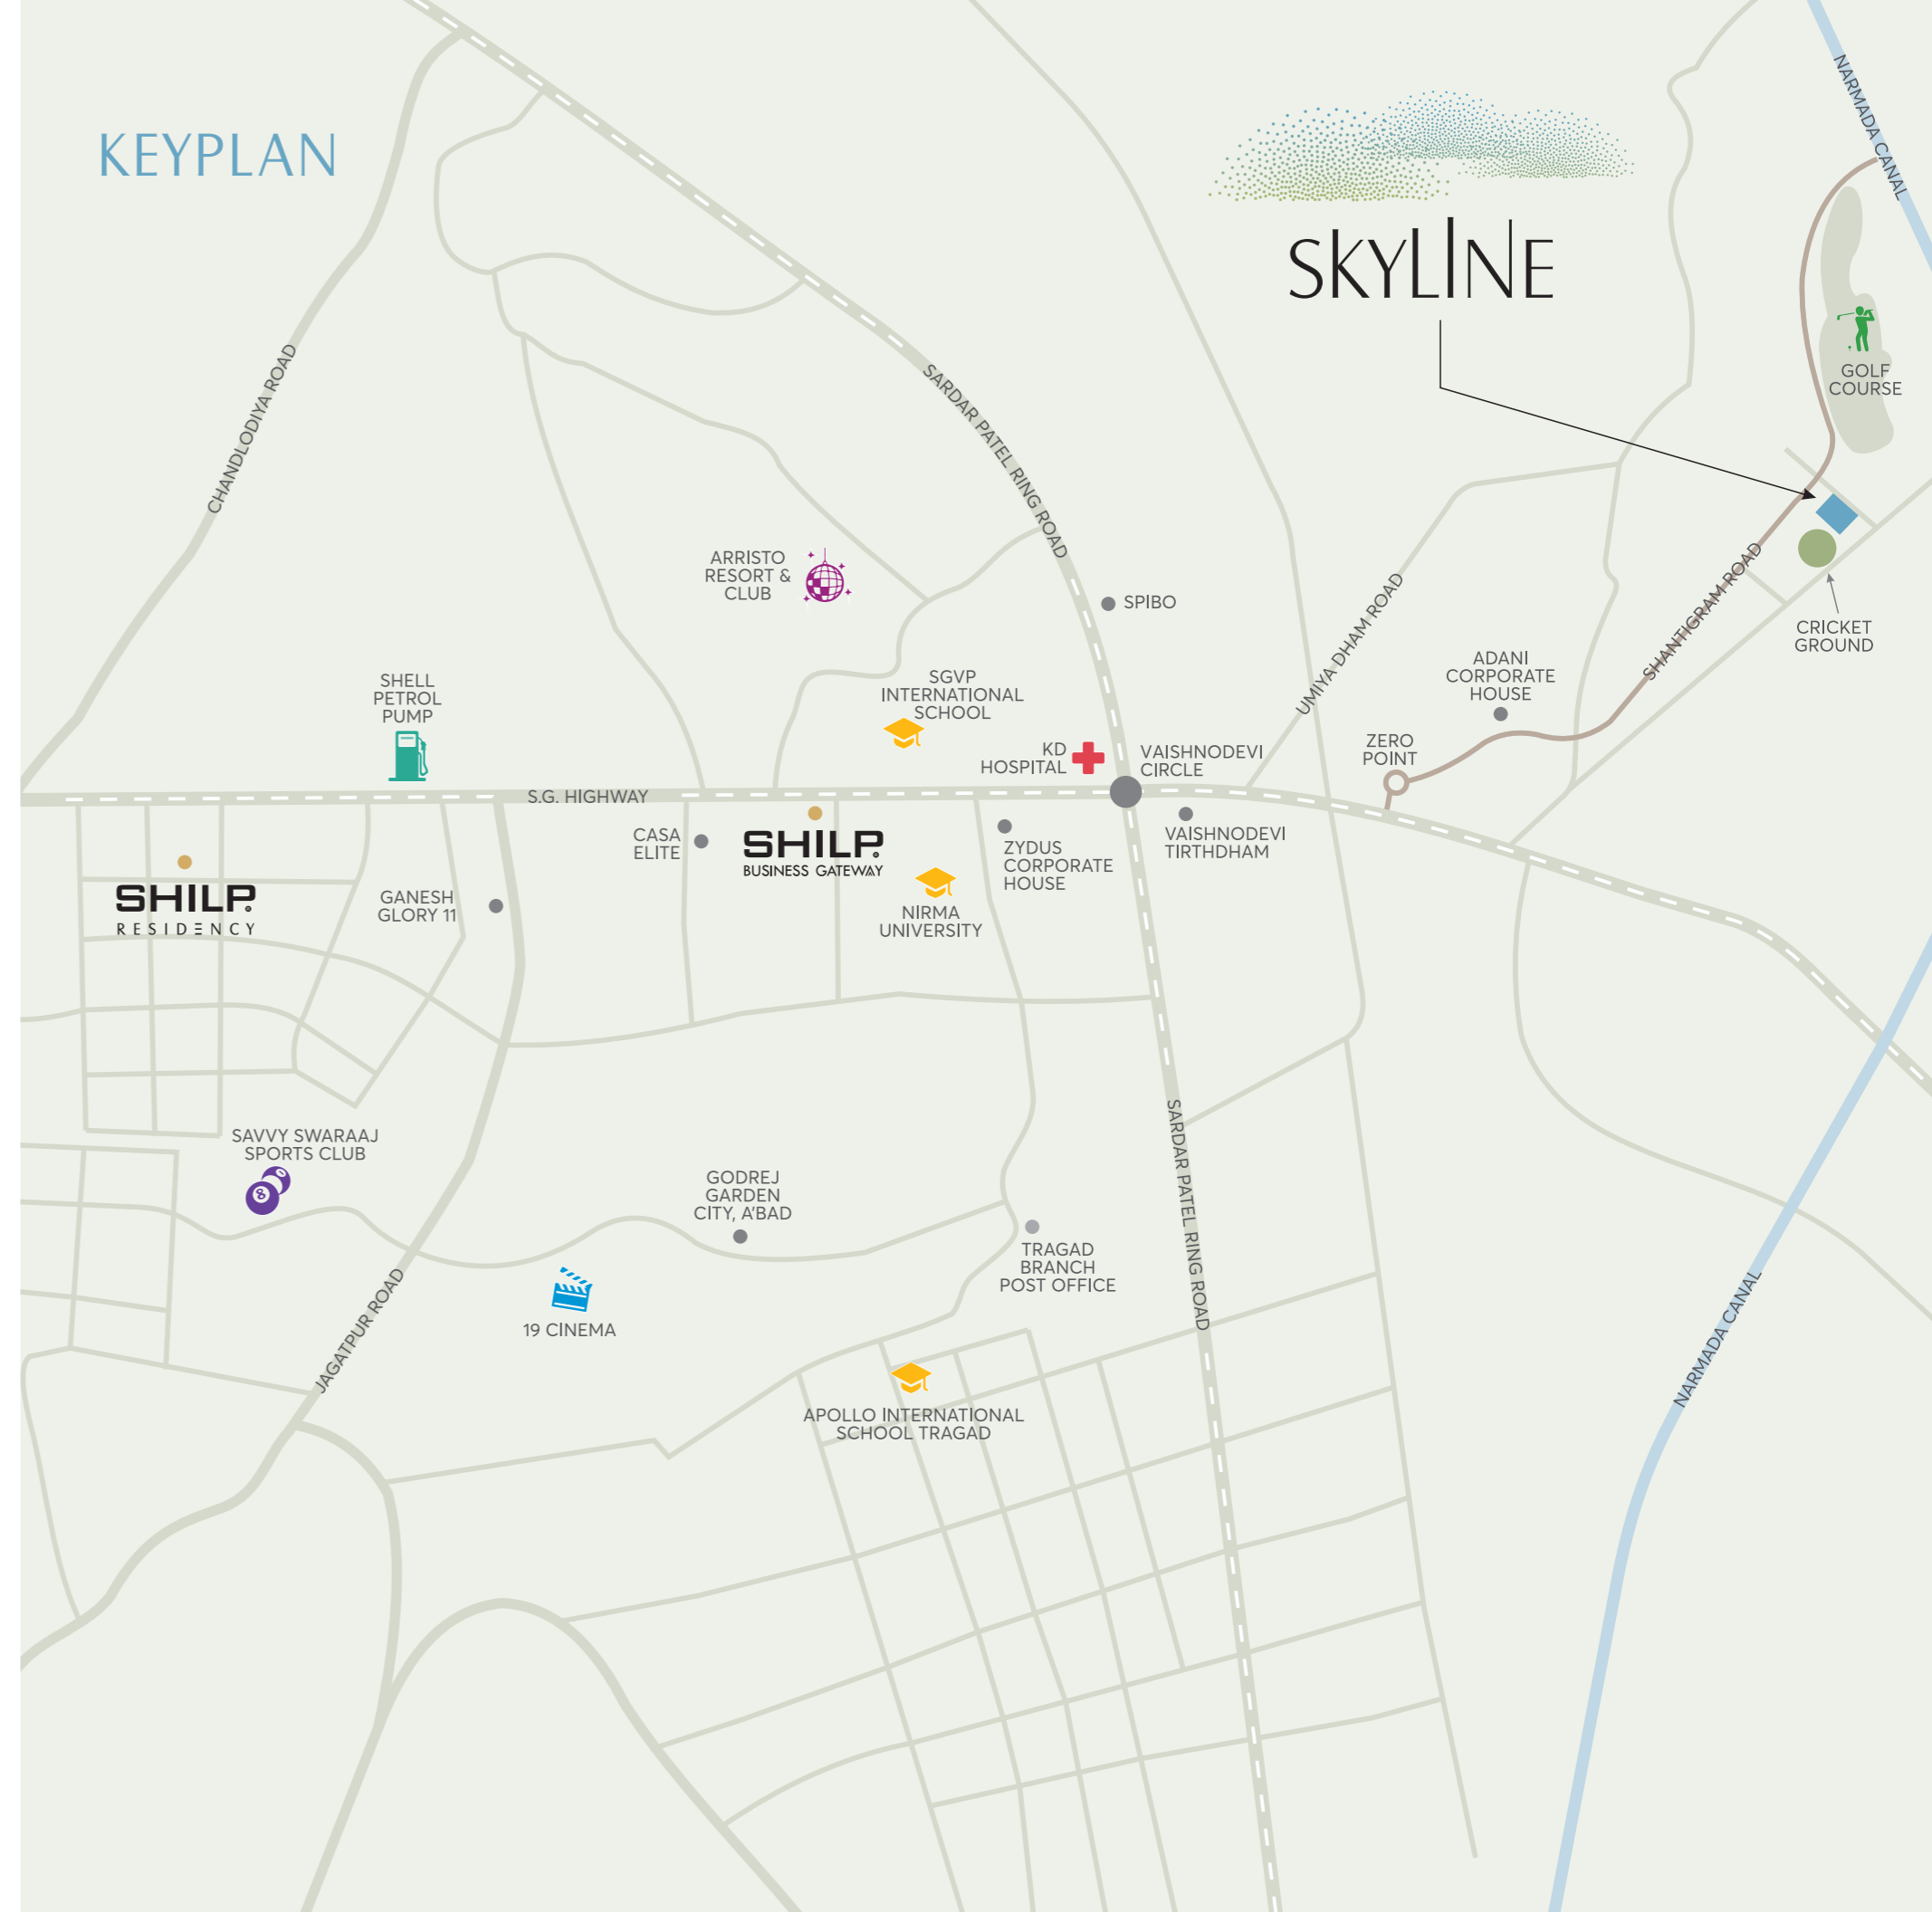 KEYPLAN
SKYLINE
NARMADA CANAL
GOLF
COURSE
CHANDLODIYA ROAD
SARDAR PATEL RING ROAD
ARRISTO
RESORT &
CLUB
SPIBO
UMIYA DHAM ROAD
SHANTIGRAM ROAD
CRICKET
GROUND
ADANI
CORPORATE
HOUSE
SHELL
PETROL
PUMP
SGVP
INTERNATIONAL
SCHOOL
KD
HOSPITAL
VAISHNODEVI
CIRCLE
ZERO
POINT
S.G. HIGHWAY
CASA
ELITE
SHILP
BUSINESS GATEWAY
ZYDUS
CORPORATE
HOUSE
VAISHNODEVI
TIRTHDHAM
SHILP
RESIDENCY
GANESH
GLORY 11
NIRMA
UNIVERSITY
SAVVY SWARAAJ
SPORTS CLUB
8
GODREJ
GARDEN
CITY, A'BAD
TRAGAD
BRANCH
POST OFFICE
SARDAR PATEL RING ROAD
19 CINEMA
JAGATPUR ROAD
NARMADA CANAL
APOLLO INTERNATIONAL
SCHOOL TRAGAD